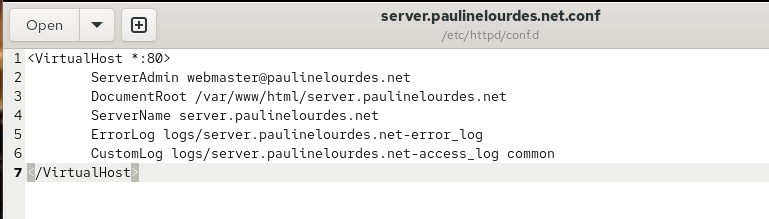 Open
server.paulinelourdes.net.conf
/etc/httpd/conf.d
1 <VirtualHost *:80>
2 ServerAdmin webmaster@paulinelourdes.net
3 DocumentRoot /var/www/html/server.paulinelourdes.net
4 ServerName server.paulinelourdes.net
5 ErrorLog logs/server.paulinelourdes.net-error_log
6 CustomLog logs/server.paulinelourdes.net-access_log common
7 </VirtualHost>